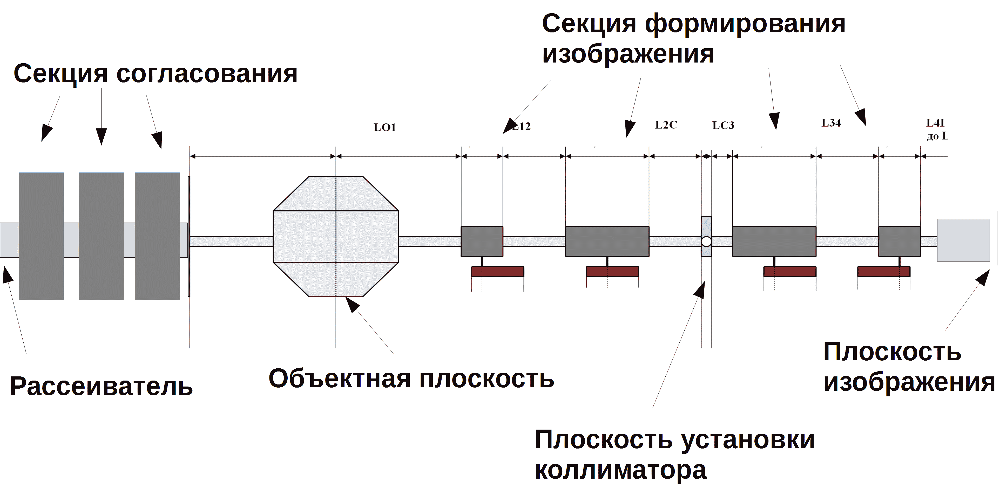 Секция формирования
изображения
Секция согласования
LO1
L12
L2C
LC3
L34
L4I
до L
Рассеиватель
Объектная плоскость
Плоскость
изображения
Плоскость установки
коллиматора